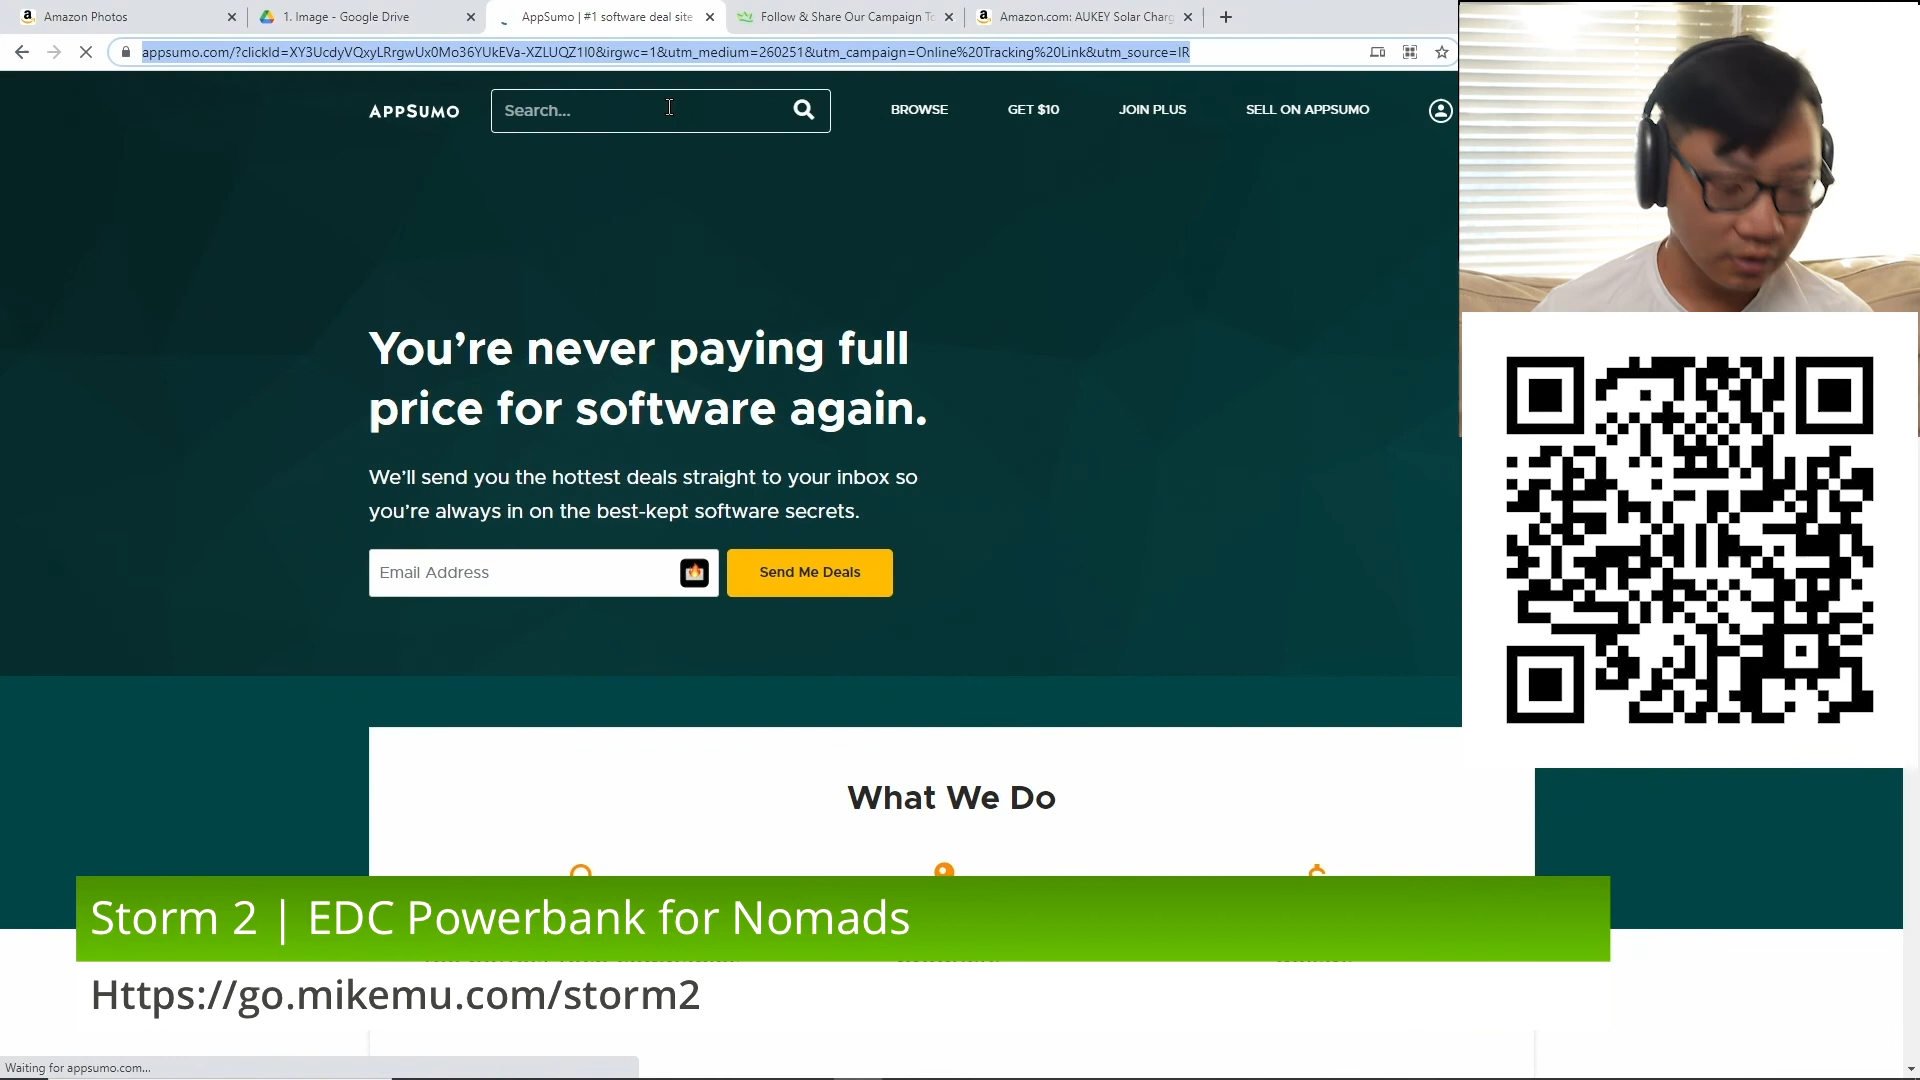 Amazon Photos
1. Image - Google Drive
AppSumo | #1 software deal site
Follow & Share Our Campaign To
Amazon.com: AUKEY Solar Charg
appsumo.com/?clickId=XY3UcdyVQxyLRrgwUx0Mo36YUkEVa-XZLUQZ1I0&irgwc=1&utm_medium=260251&utm_campaign=Online%20Tracking%20Link&utm_source=IR
APPSUMO
Search...
BROWSE
GET $10
JOIN PLUS
SELL ON APPSUMO
You're never paying full
price for software again.
We'll send you the hottest deals straight to your inbox so
you're always in on the best-kept software secrets.
Email Address
Send Me Deals
What We Do
Storm 2 | EDC Powerbank for Nomads
Https://go.mikemu.com/storm2
Waiting for appsumo.com...